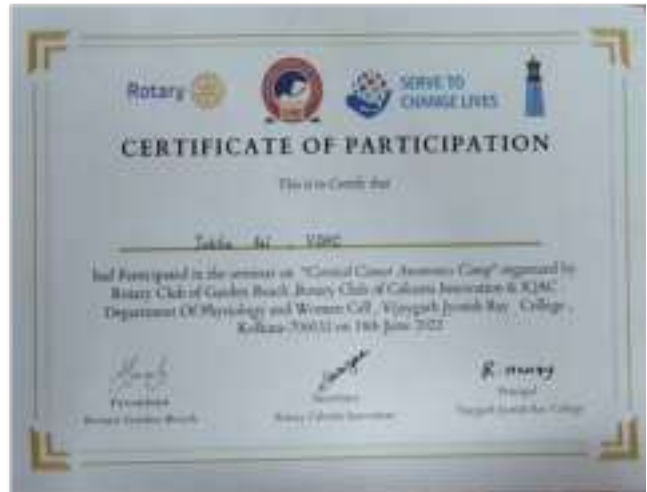 Rotary
SERVE TO
CHANGE LIVES
CERTIFICATE OF PARTICIPATION
This is to Certify that
had Participated in the seminar on "Cervical Cancer Awareness Camp" organized by
Rotary Club of Garden Reach, Rotary Club of Calcutta Innovation & IQAC
Department Of Physiology and Women Cell, Vijaygarh Jyotish Ray College,
Kolkata-700032 on 18th June 2022
President
Secretary
Principal
Rotary Calcutta Innovation
Vijaygarh Jyotish Ray College